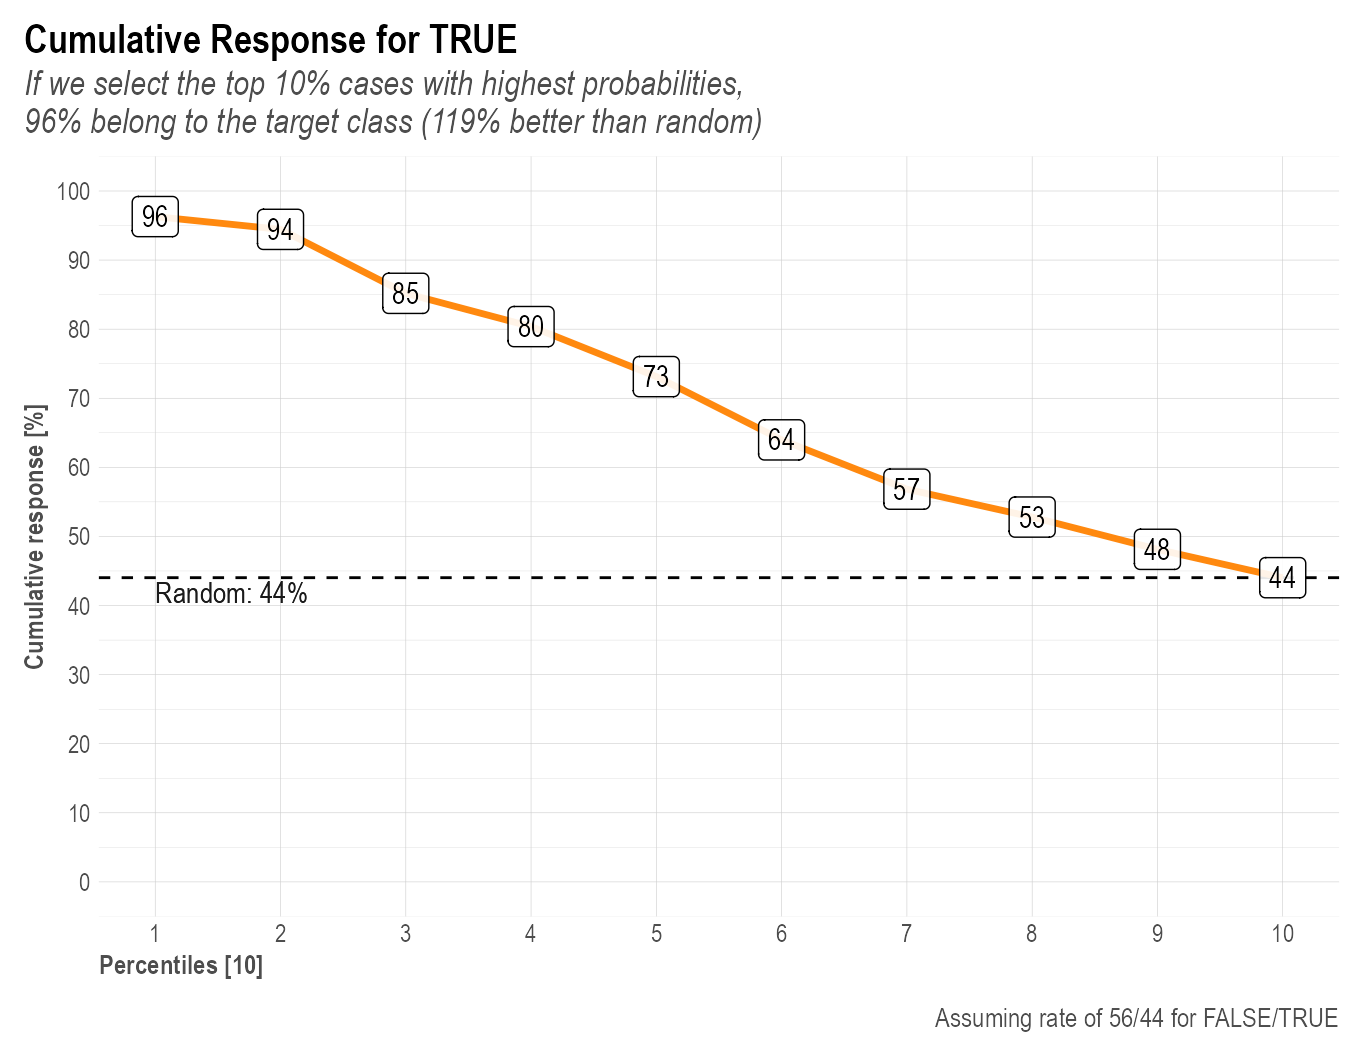 Cumulative Response for TRUE
If we select the top 10% cases with highest probabilities,
96% belong to the target class (119% better than random)
Cumulative response [%]
100
90
80
70
60
50
40
30
20
10
0
96
94
85
80
73
64
57
53
48
44
Random: 44%
1 2 3 4 5 6 7 8 9 10
Percentiles [10]
Assuming rate of 56/44 for FALSE/TRUE